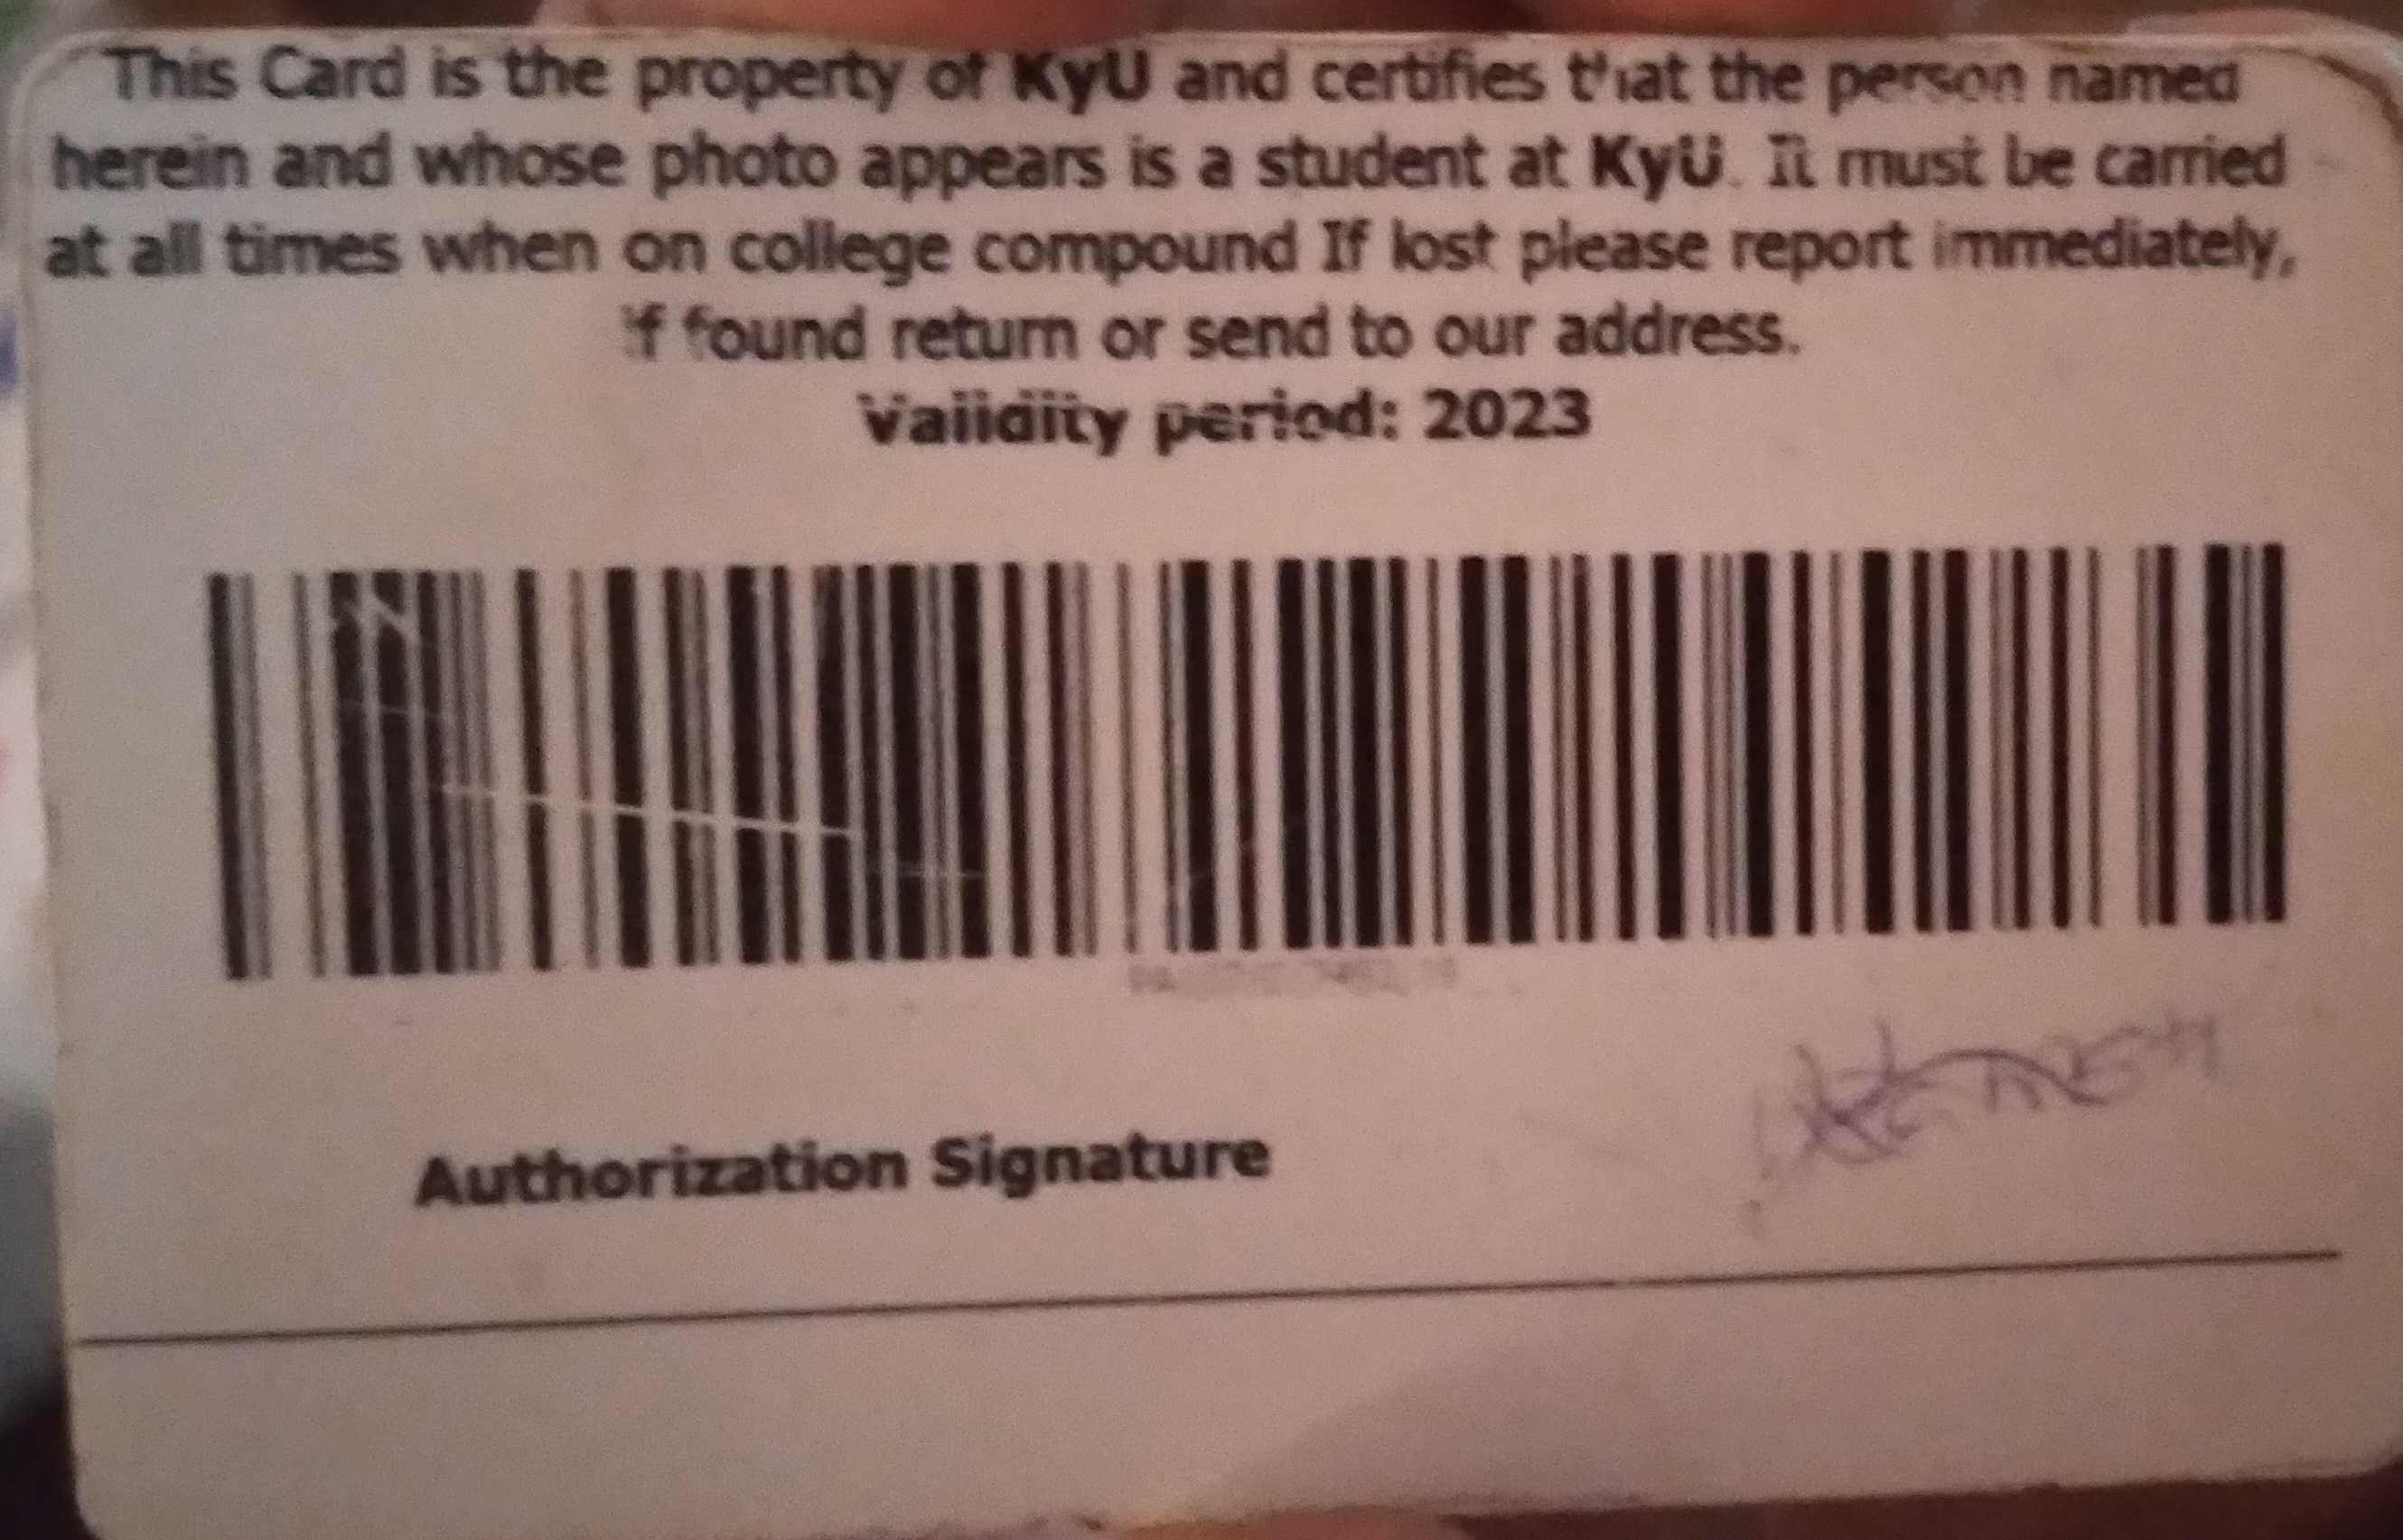 This Card is the property of KyU and certifies that the person named
herein and whose photo appears is a student at KyU. It must be carried
at all times when on college compound If lost please report immediately,
if found return or send to our address.
Validity period: 2023
Authorization Signature